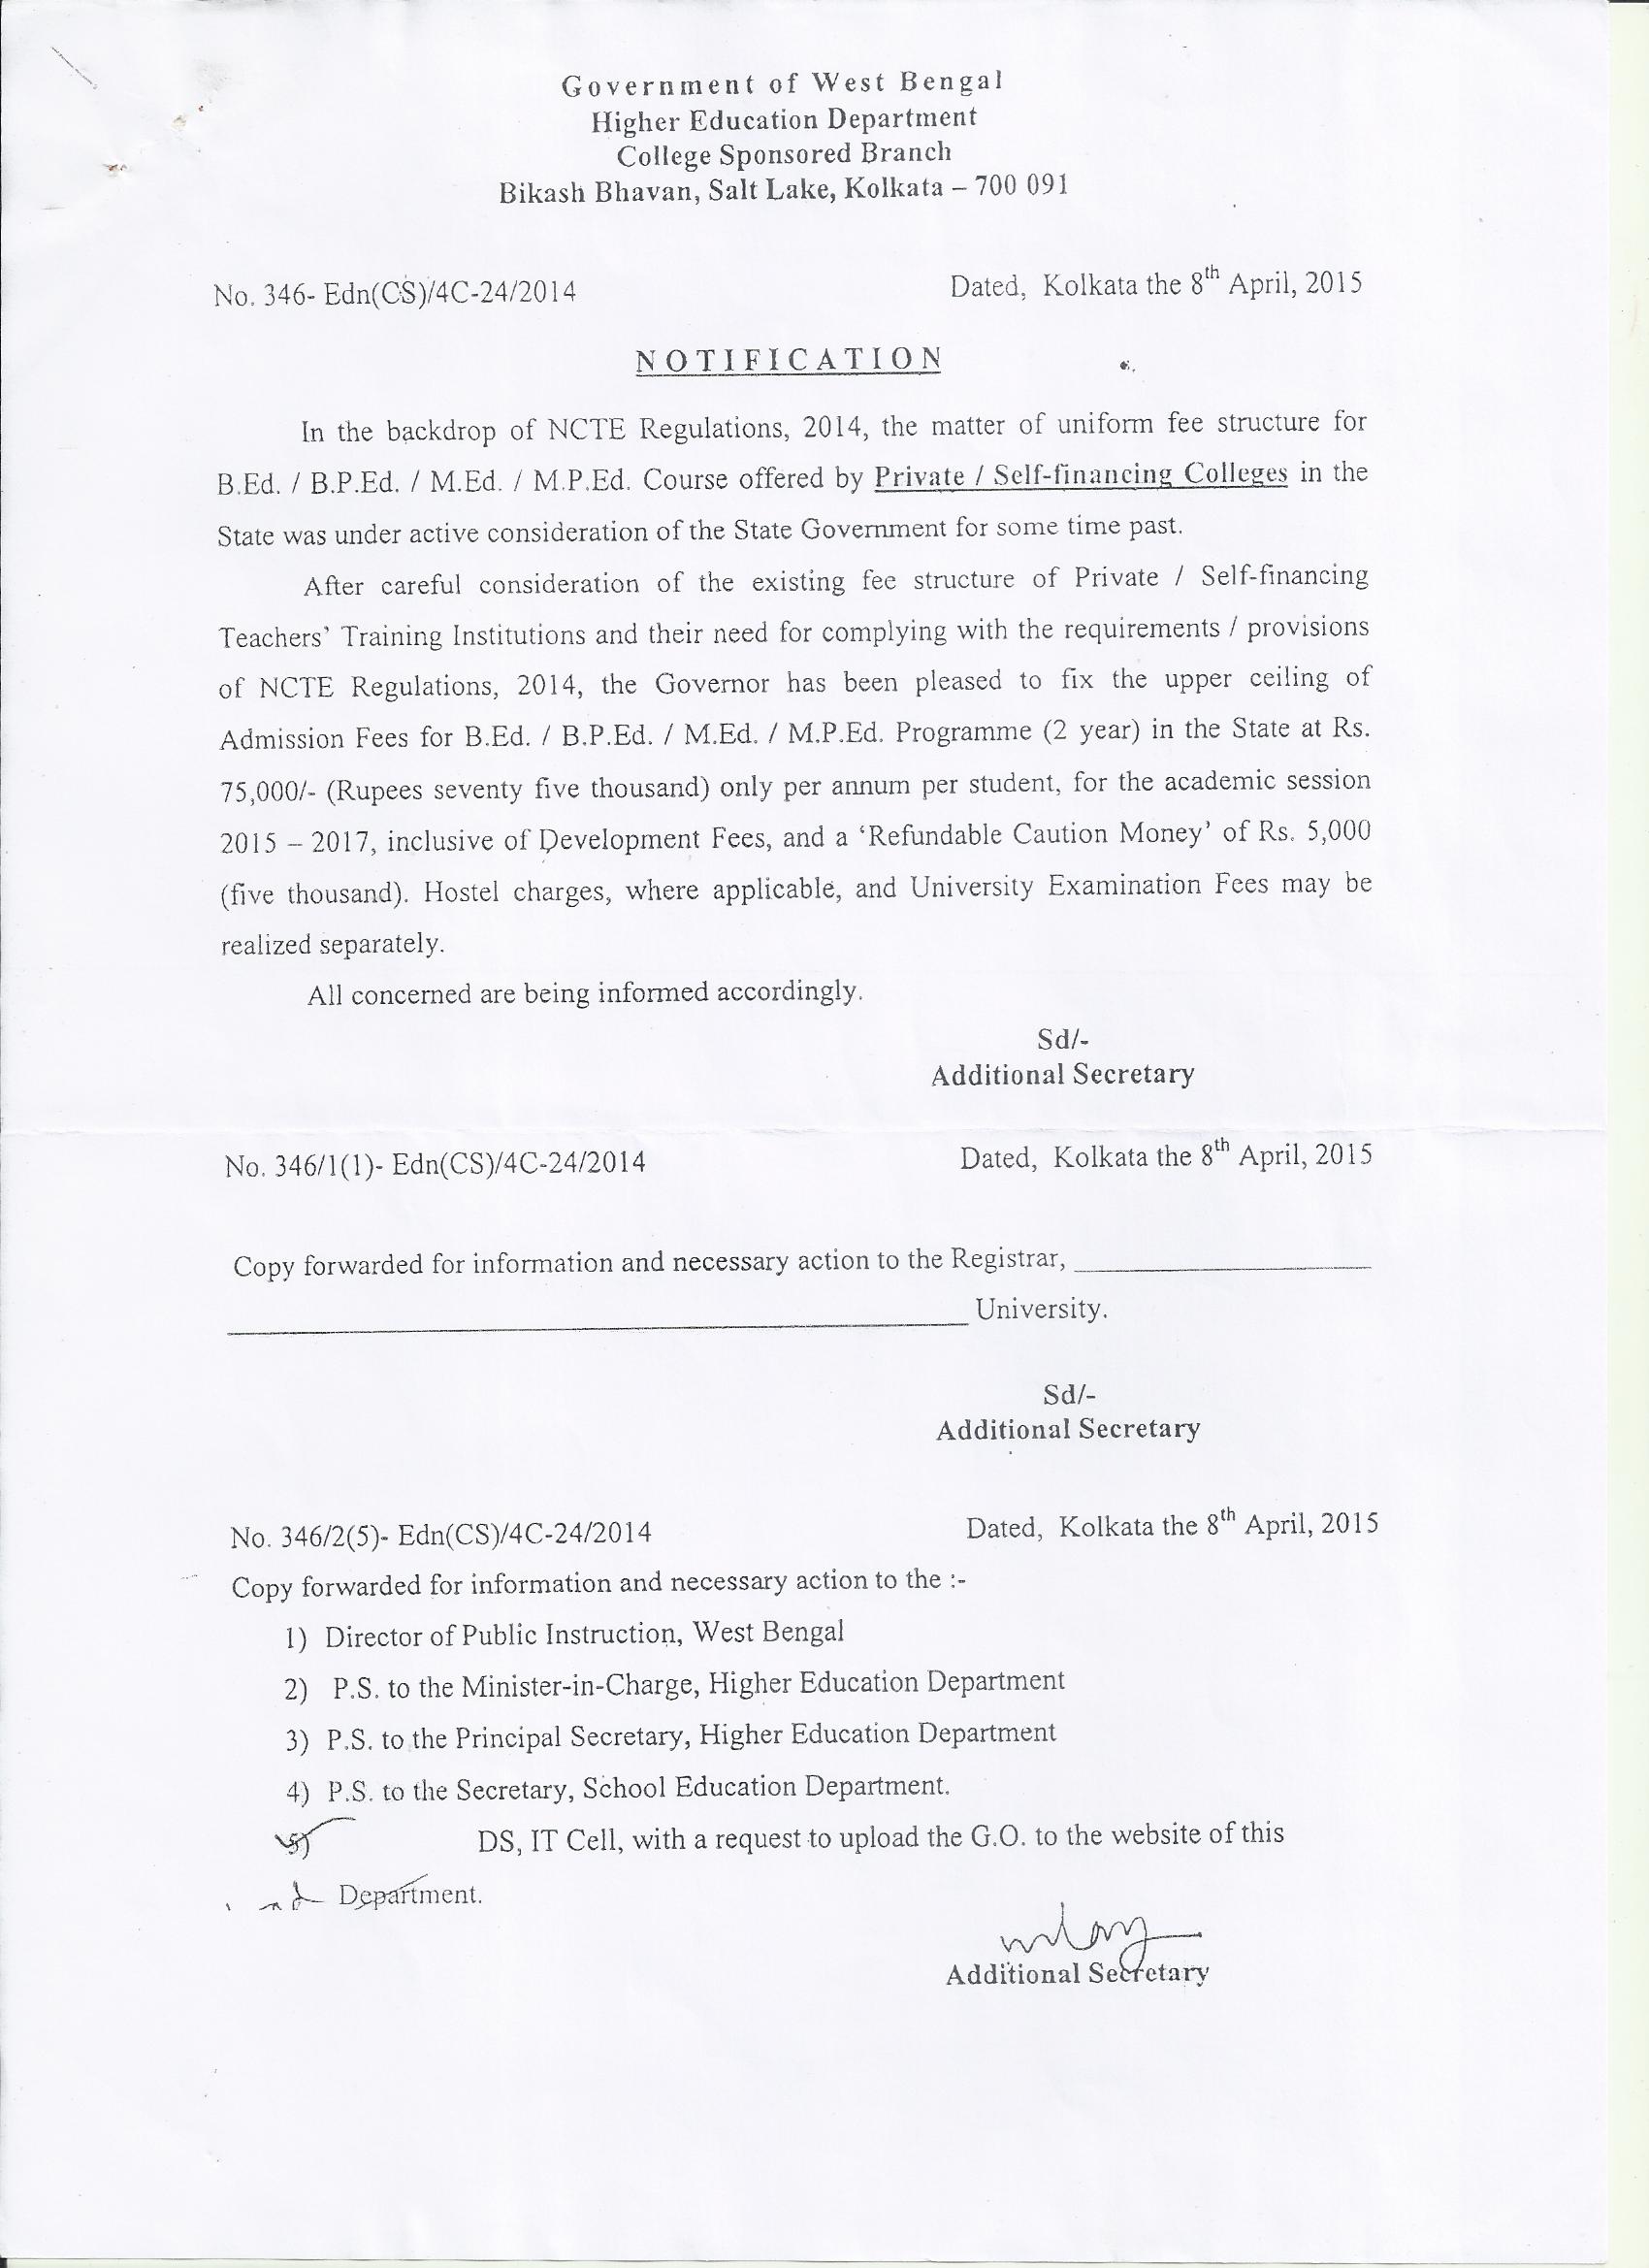 Government of West Bengal
Higher Education Department
College Sponsored Branch
Bikash Bhavan, Salt Lake, Kolkata – 700 091
No. 346- Edn(CS)/4C-24/2014 Dated, Kolkata the 8th April, 2015
NOTIFICATION
In the backdrop of NCTE Regulations, 2014, the matter of uniform fee structure for
B.Ed. / B.P.Ed. / M.Ed. / M.P.Ed. Course offered by Private / Self-financing Colleges in the
State was under active consideration of the State Government for some time past.
After careful consideration of the existing fee structure of Private / Self-financing
Teachers' Training Institutions and their need for complying with the requirements / provisions
of NCTE Regulations, 2014, the Governor has been pleased to fix the upper ceiling of
Admission Fees for B.Ed. / B.P.Ed. / M.Ed. / M.P.Ed. Programme (2 year) in the State at Rs.
75,000/- (Rupees seventy five thousand) only per annum per student, for the academic session
2015 – 2017, inclusive of Development Fees, and a 'Refundable Caution Money' of Rs. 5,000
(five thousand). Hostel charges, where applicable, and University Examination Fees may be
realized separately.
All concerned are being informed accordingly.
Sd/-
Additional Secretary
No. 346/1(1)- Edn(CS)/4C-24/2014 Dated, Kolkata the 8th April, 2015
Copy forwarded for information and necessary action to the Registrar,
University.
Sd/-
Additional Secretary
No. 346/2(5)- Edn(CS)/4C-24/2014 Dated, Kolkata the 8th April, 2015
Copy forwarded for information and necessary action to the :-
1) Director of Public Instruction, West Bengal
2) P.S. to the Minister-in-Charge, Higher Education Department
3) P.S. to the Principal Secretary, Higher Education Department
4) P.S. to the Secretary, School Education Department.
5) DS, IT Cell, with a request to upload the G.O. to the website of this
Department.
Additional Secretary